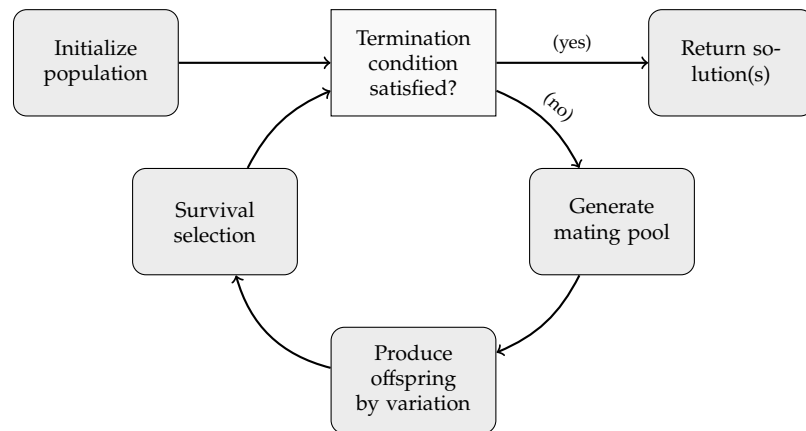 Initialize
population
Termination
condition
satisfied?
(yes)
Return so-
lution(s)
(no)
Survival
selection
Generate
mating pool
Produce
offspring
by variation